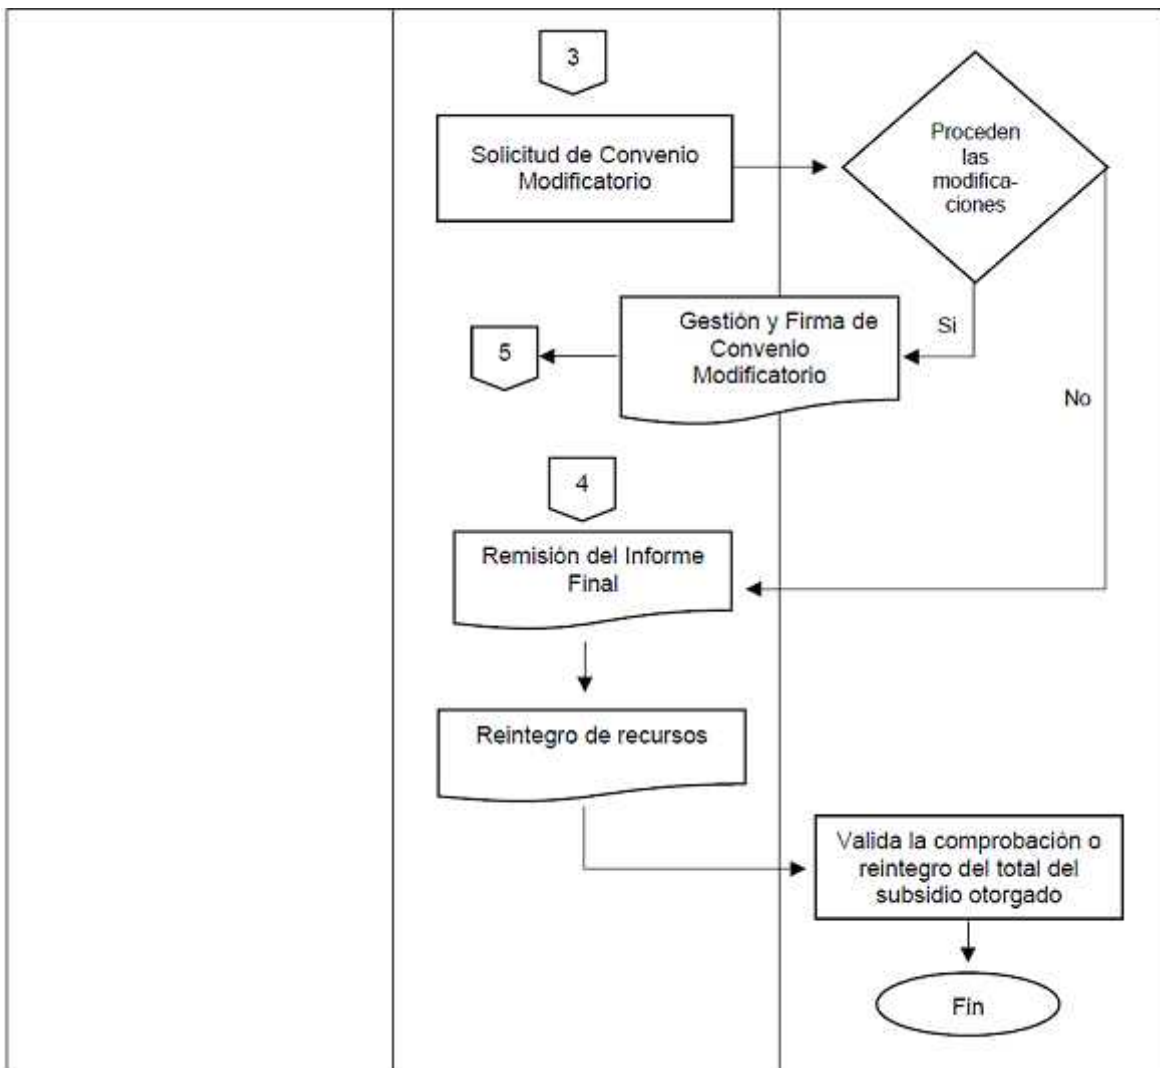 3
Solicitud de Convenio
Modificatorio
Proceden
las
modifica-
ciones
Si
Gestión y Firma de
Convenio
Modificatorio
5
No
4
Remisión del Informe
Final
Reintegro de recursos
Valida la comprobación o
reintegro del total del
subsidio otorgado
Fin